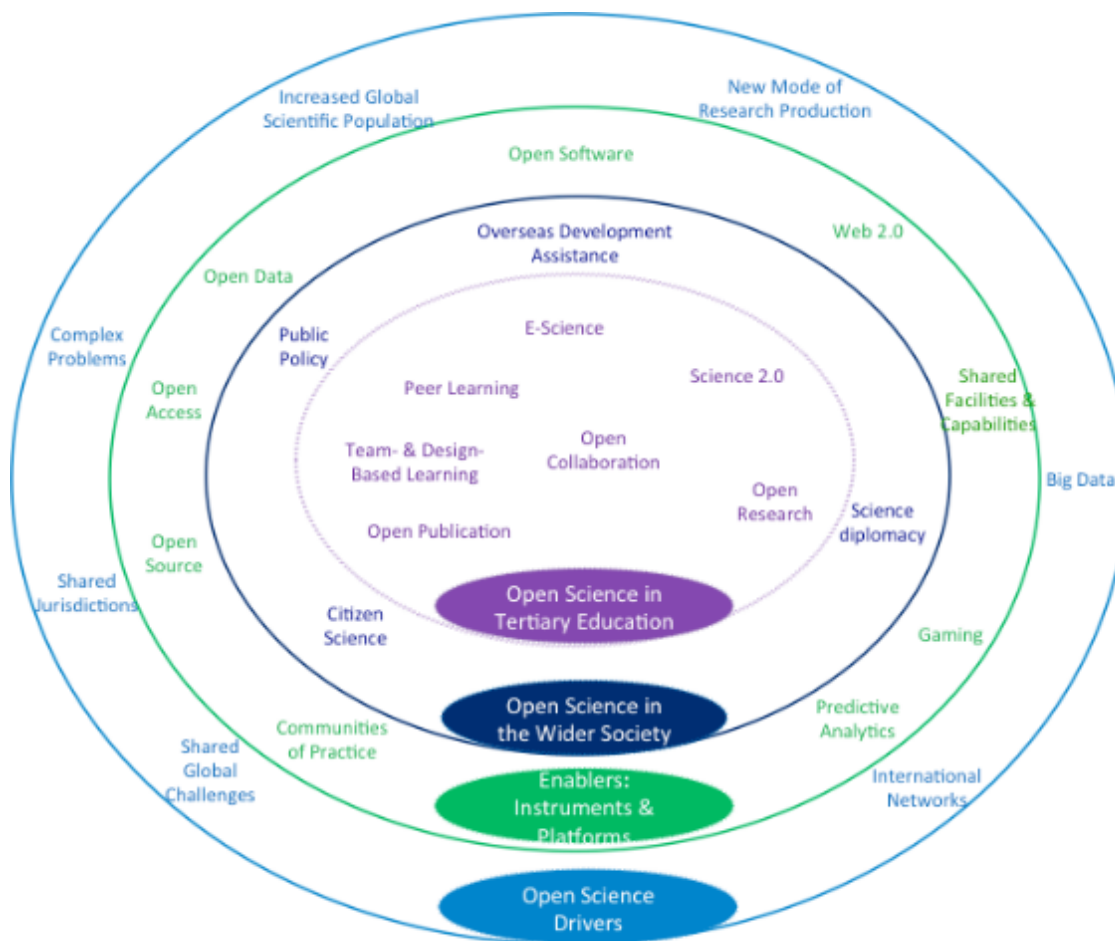 New Mode of
Research Production
Increased Global
Scientific Population
Open Software
Web 2.0
Overseas Development
Assistance
Open Data
E-Science
Complex
Problems
Public
Policy
Peer Learning
Science 2.0
Shared
Facilities &
Capabilities
Open
Access
Team- & Design-
Based Learning
Open
Collaboration
Big Data
Open
Research
Open Publication
Science
diplomacy
Open
Source
Shared
Jurisdictions
Open Science in
Tertiary Education
Citizen
Science
Gaming
Open Science in
the Wider Society
Predictive
Analytics
Communities
of Practice
Shared
Global
Challenges
International
Networks
Enablers:
Instruments &
Platforms
Open Science
Drivers